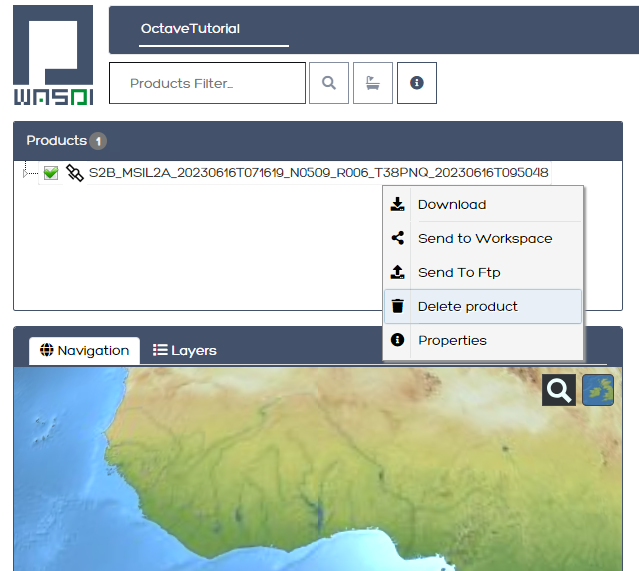 WASDI
OctaveTutorial
Products Filter...
Products 1
S2B_MSIL2A_20230616T071619_N0509_R006_T38PNQ_20230616T095048
Download
Send to Workspace
Send To Ftp
Delete product
Properties
Navigation
Layers